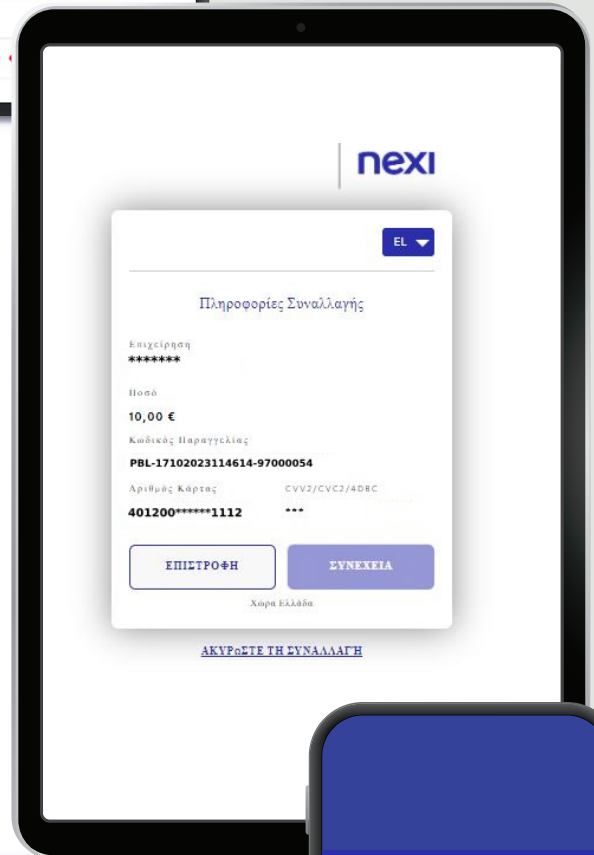 nexi
EL
Πληροφορίες Συναλλαγής
Επιχείρηση
*******
Ποσό
10,00 €
Κωδικός Παραγγελίας
PBL-17102023114614-97000054
Αριθμός Κάρτας CVV2/CVC2/4DBC
401200******1112 ***
ΕΠΙΣΤΡΟΦΗ ΣΥΝΕΧΕΙΑ
Χώρα Ελλάδα
ΑΚΥΡΩΣΤΕ ΤΗ ΣΥΝΑΛΛΑΓΉ